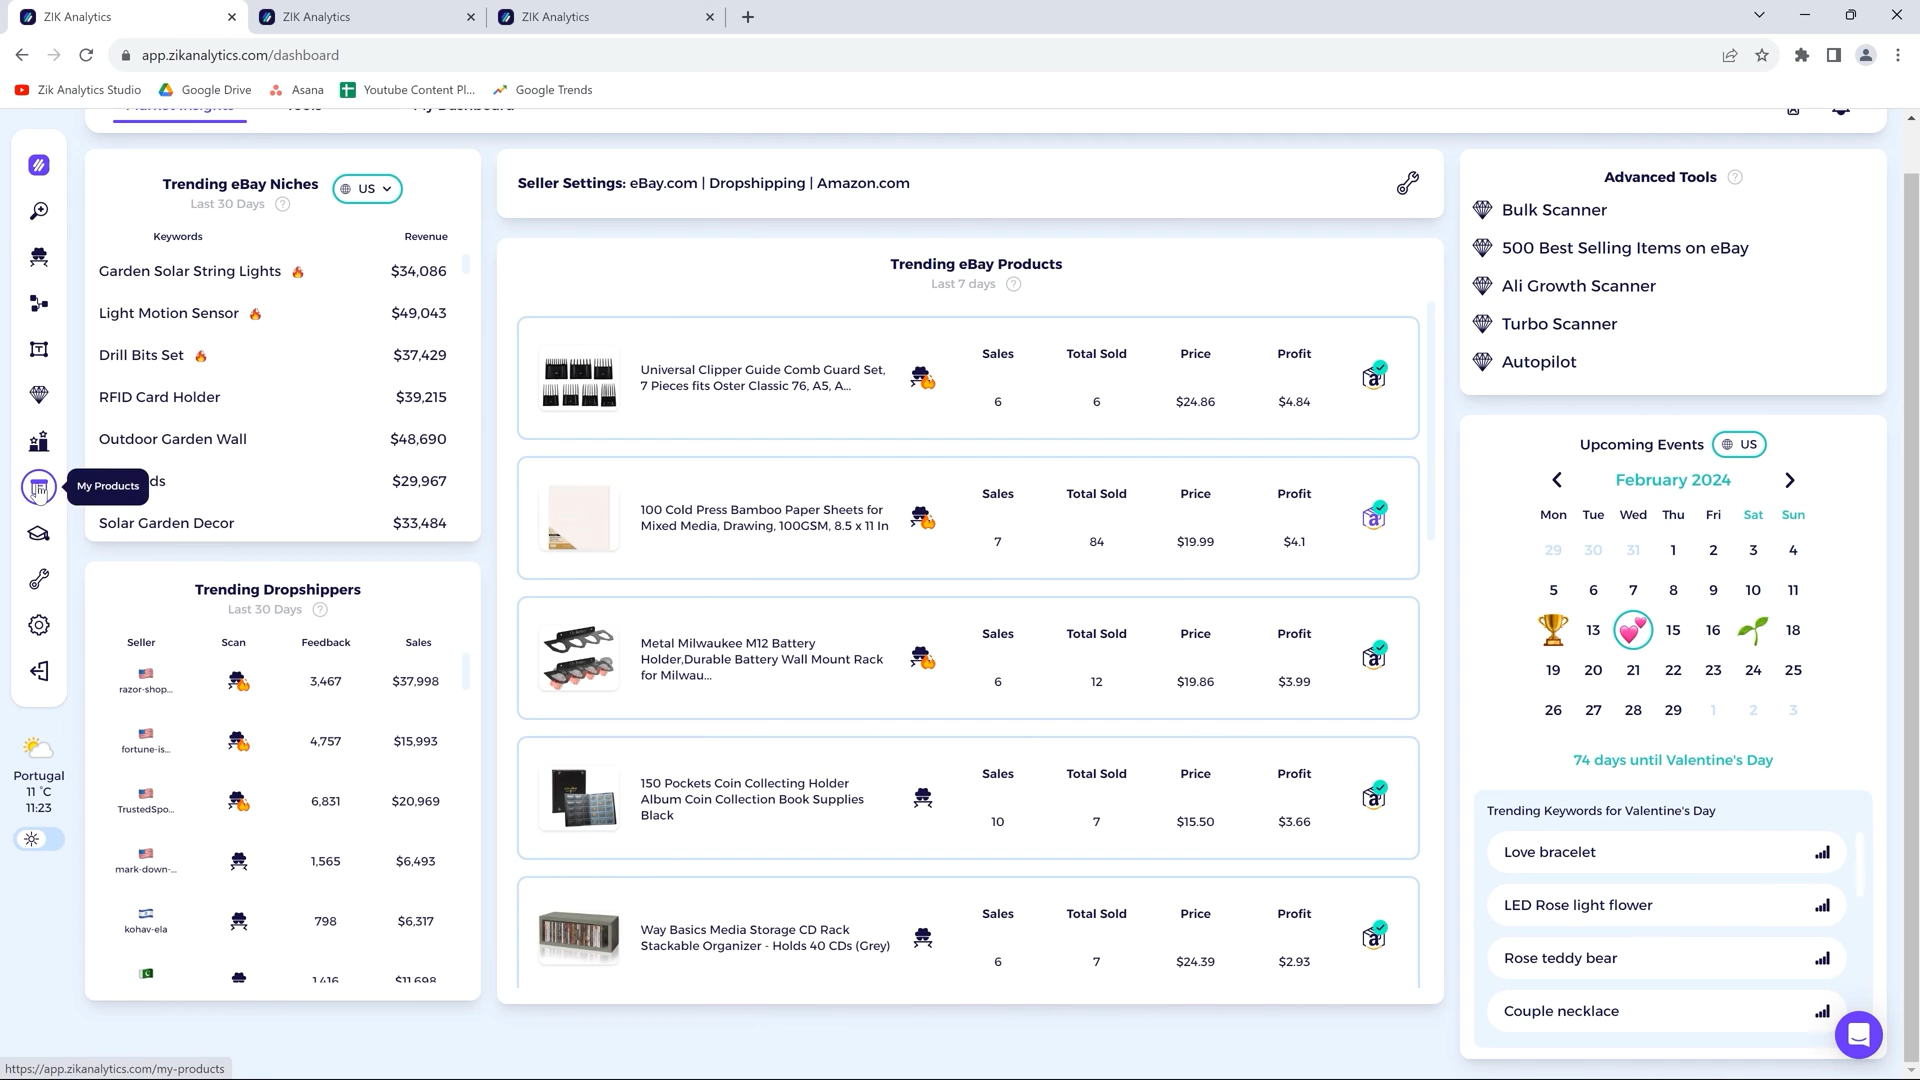 ZIK Analytics
ZIK Analytics
ZIK Analytics
app.zikanalytics.com/dashboard
Zik Analytics Studio
Google Drive
Asana
Youtube Content Pl...
Google Trends
Market Insights
Tools
My Dashboard
Trending eBay Niches
US
Last 30 Days
Keywords Revenue
Garden Solar String Lights $34,086
Light Motion Sensor $49,043
Drill Bits Set $37,429
RFID Card Holder $39,215
Outdoor Garden Wall $48,690
My Products
ds $29,967
Solar Garden Decor $33,484
Trending Dropshippers
Last 30 Days
Seller Scan Feedback Sales
razor-shop... 3,467 $37,998
fortune-is... 4,757 $15,993
TrustedSpo... 6,831 $20,969
mark-down-... 1,565 $6,493
kohav-ela 798 $6,317
1,416 $11,698
Portugal
11 °C
11:23
Seller Settings: eBay.com | Dropshipping | Amazon.com
Trending eBay Products
Last 7 days
Universal Clipper Guide Comb Guard Set,
7 Pieces fits Oster Classic 76, A5, A...
Sales Total Sold Price Profit
6 6 $24.86 $4.84
100 Cold Press Bamboo Paper Sheets for
Mixed Media, Drawing, 100GSM, 8.5 x 11 In
Sales Total Sold Price Profit
7 84 $19.99 $4.1
Metal Milwaukee M12 Battery
Holder,Durable Battery Wall Mount Rack
for Milwau...
Sales Total Sold Price Profit
6 12 $19.86 $3.99
150 Pockets Coin Collecting Holder
Album Coin Collection Book Supplies
Black
Sales Total Sold Price Profit
10 7 $15.50 $3.66
Way Basics Media Storage CD Rack
Stackable Organizer - Holds 40 CDs (Grey)
Sales Total Sold Price Profit
6 7 $24.39 $2.93
Advanced Tools
Bulk Scanner
500 Best Selling Items on eBay
Ali Growth Scanner
Turbo Scanner
Autopilot
Upcoming Events US
February 2024
Mon Tue Wed Thu Fri Sat Sun
29 30 31 1 2 3 4
5 6 7 8 9 10 11
13 15 16 18
19 20 21 22 23 24 25
26 27 28 29 1 2 3
74 days until Valentine's Day
Trending Keywords for Valentine's Day
Love bracelet
LED Rose light flower
Rose teddy bear
Couple necklace
https://app.zikanalytics.com/my-products